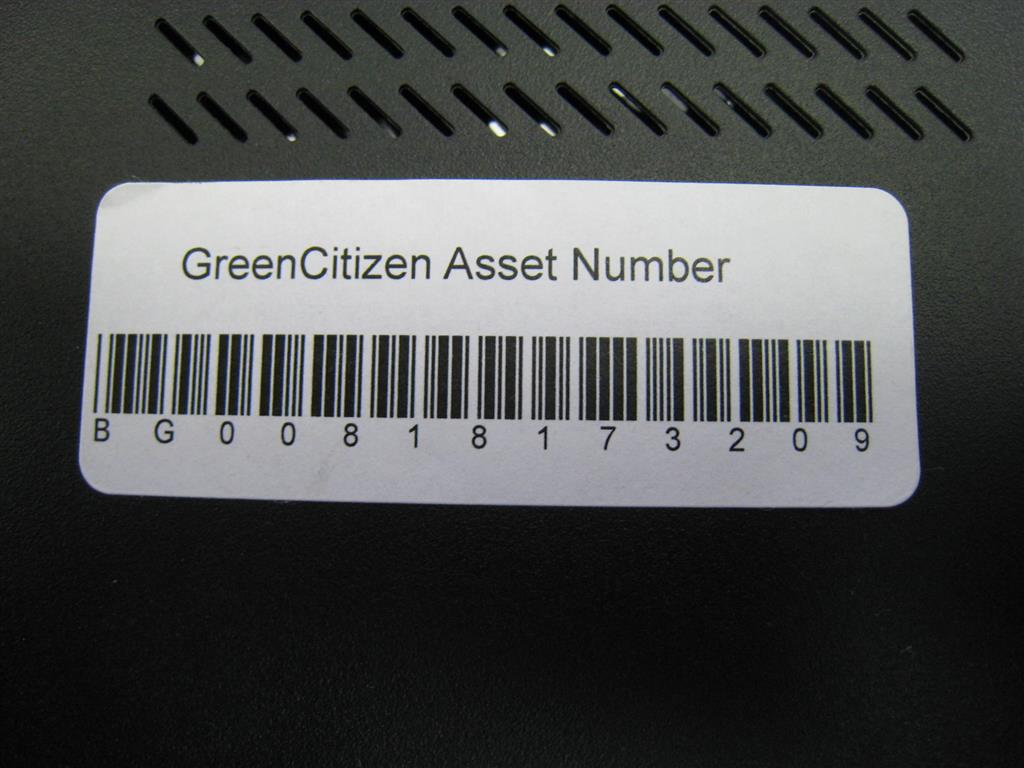 GreenCitizen Asset Number
B G 0 0 8 1 8 1 7 3 2 0 9